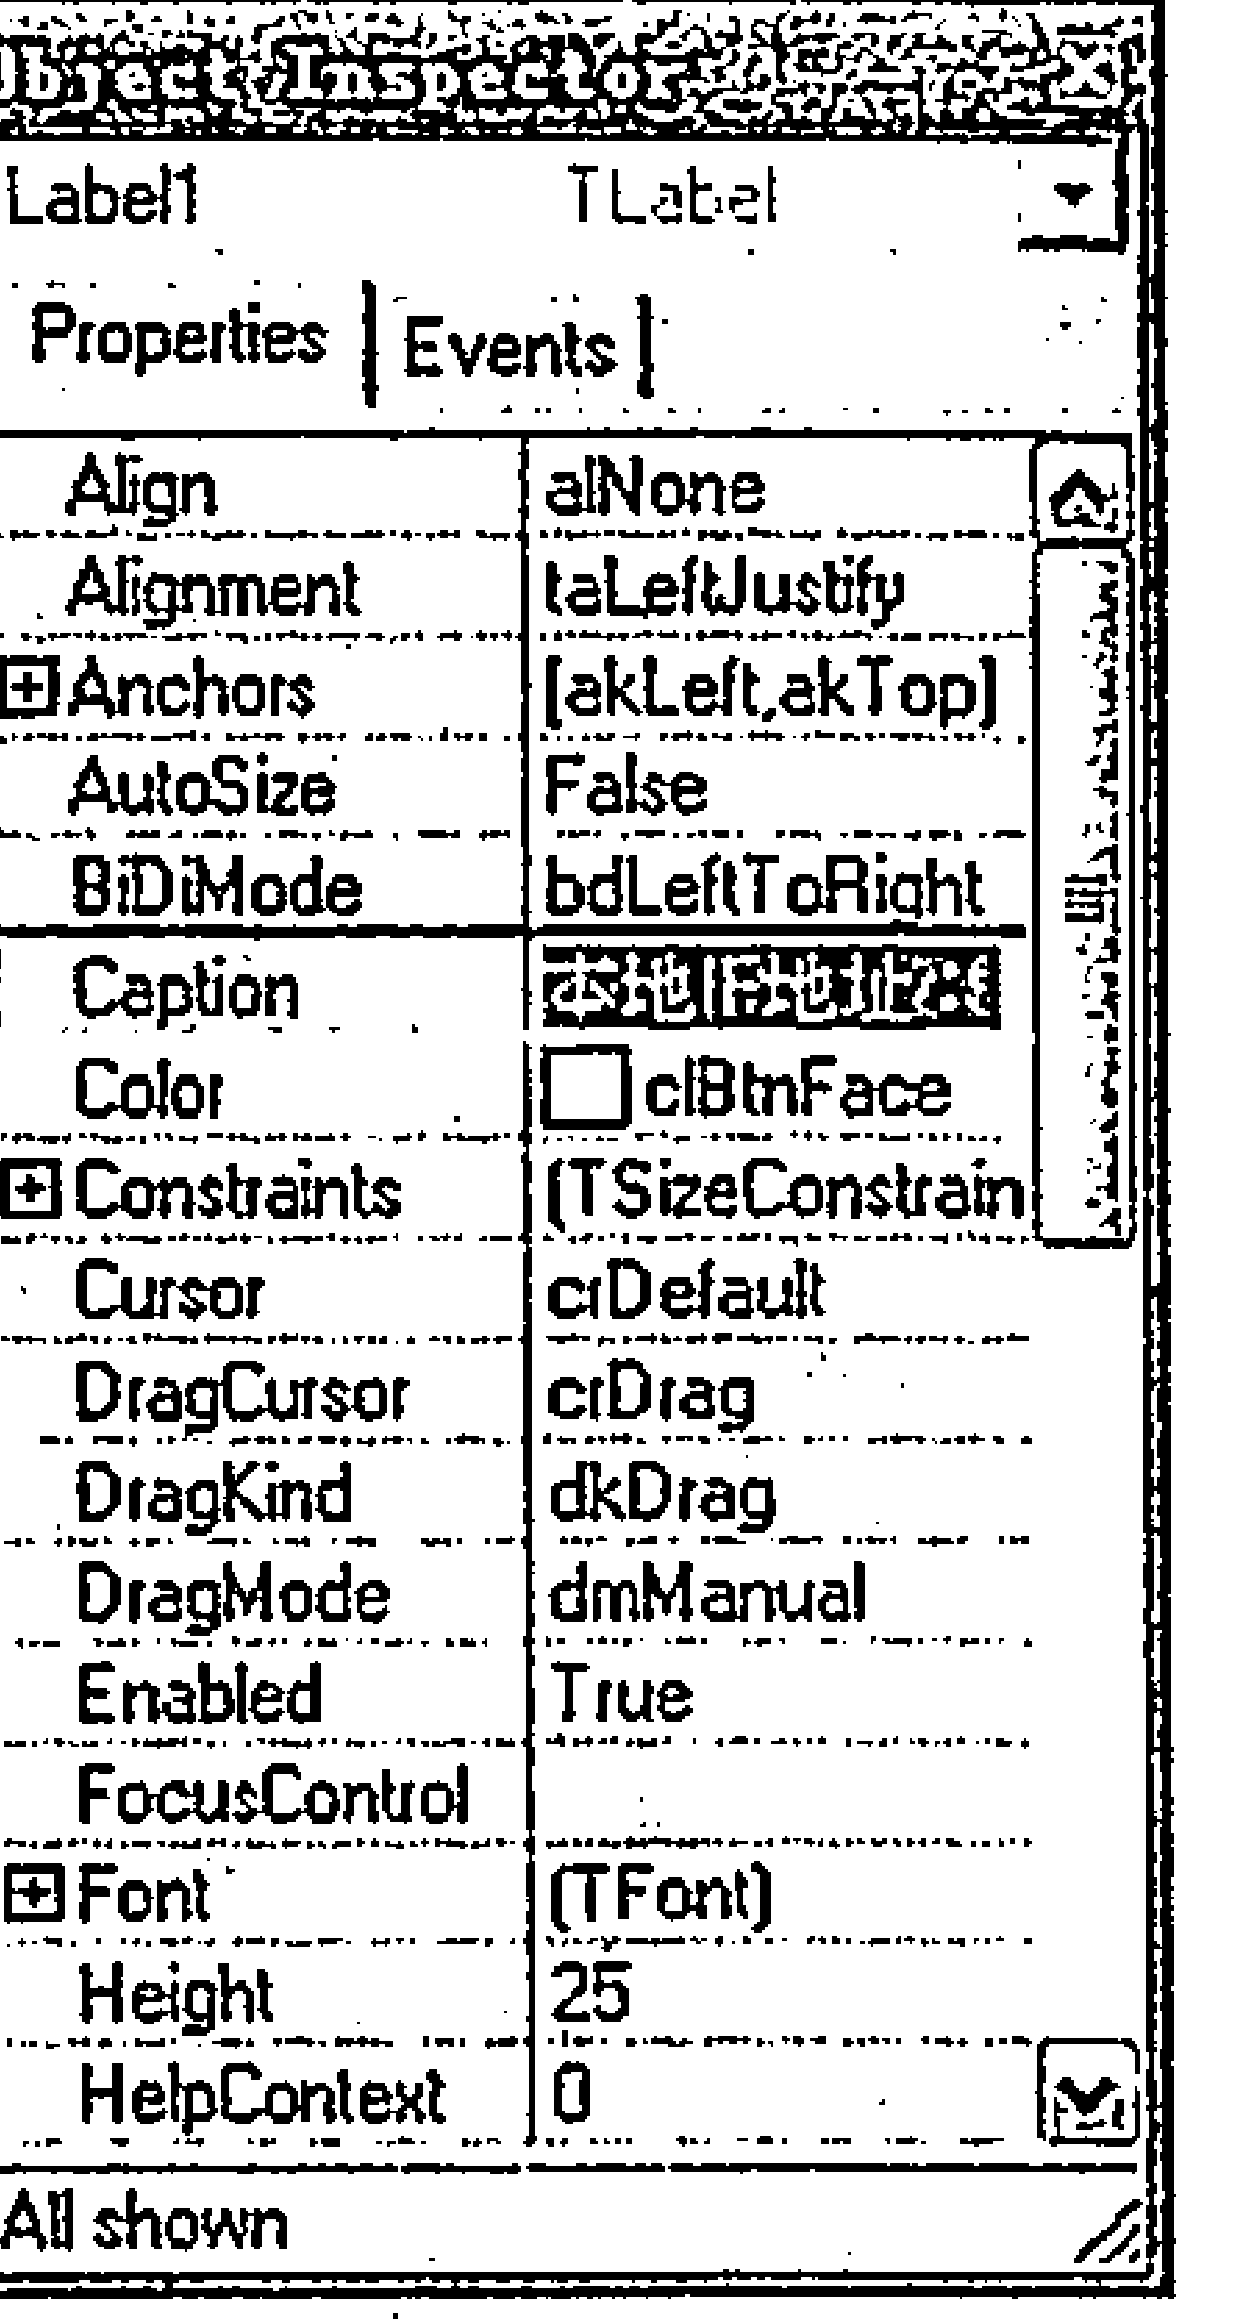 Object Inspector
Label1 TLabel
Properties Events
Align alNone
Alignment taLeftJustify
Anchors [akLeft,akTop]
AutoSize False
BiDiMode bdLeftToRight
Caption
Color clBtnFace
Constraints (TSizeConstrain
Cursor crDefault
DragCursor crDrag
DragKind dkDrag
DragMode dmManual
Enabled True
FocusControl
Font (TFont)
Height 25
HelpContext 0
All shown